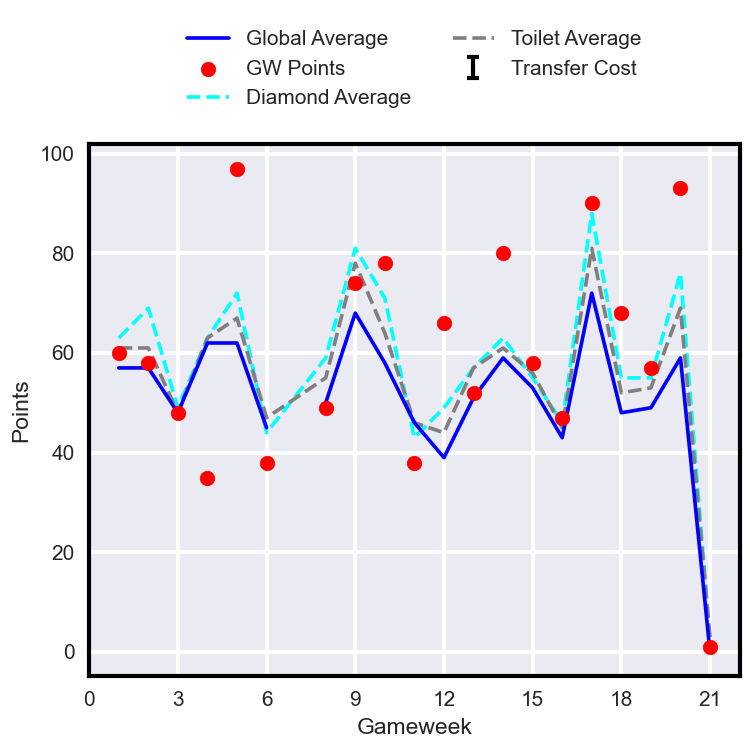 Global Average
GW Points
Diamond Average
Toilet Average
Transfer Cost
100
80
60
40
20
0
Points
0 3 6 9 12 15 18 21
Gameweek